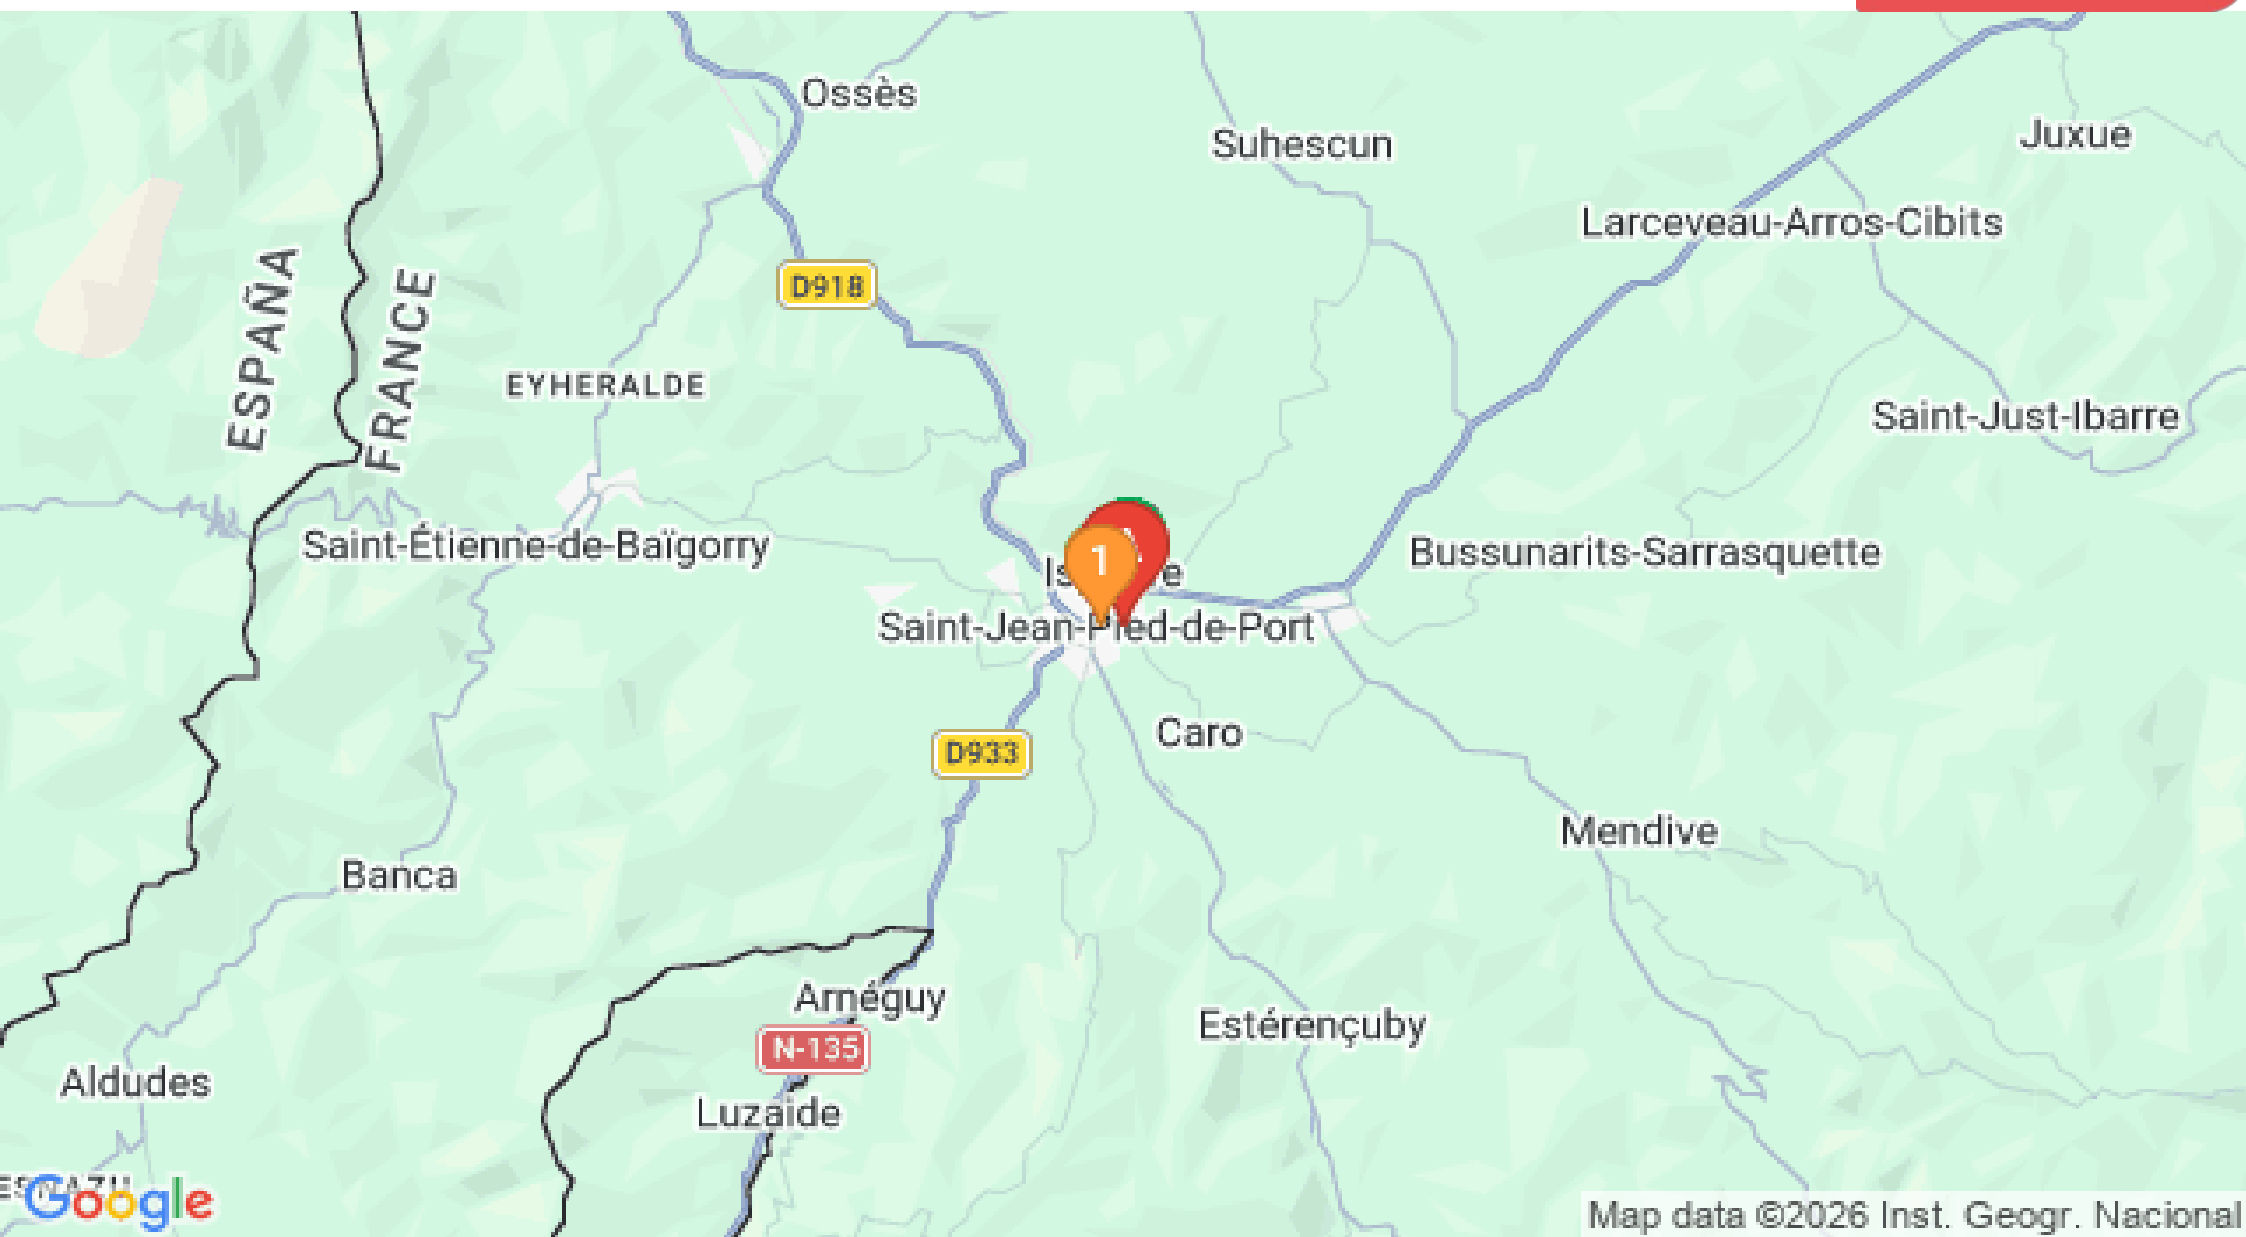 Ossès
Suhescun
Juxue
Larceveau-Arros-Cibits
ESPAÑA
FRANCE
D918
EYHERALDE
Saint-Just-Ibarre
Saint-Étienne-de-Baïgorry
1
Bussunarits-Sarrasquette
Saint-Jean-Pied-de-Port
Caro
D933
Mendive
Banca
Arnéguy
Estérençuby
N-135
Aldudes
Luzaide
Google
Map data ©2026 Inst. Geogr. Nacional